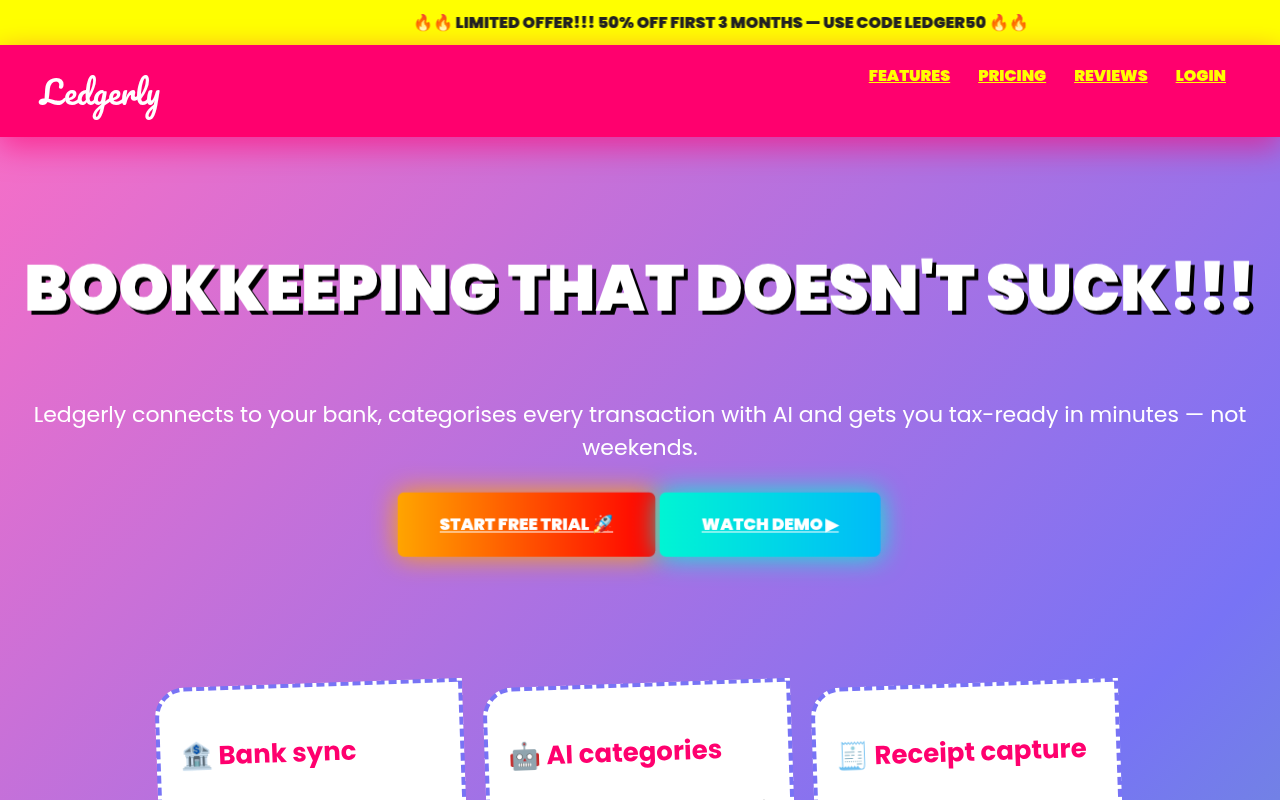 🔥🔥 LIMITED OFFER!!! 50% OFF FIRST 3 MONTHS — USE CODE LEDGER50 🔥🔥
Ledgerly
FEATURES PRICING REVIEWS LOGIN
BOOKKEEPING THAT DOESN'T SUCK!!!
Ledgerly connects to your bank, categorises every transaction with AI and gets you tax-ready in minutes — not
weekends.
START FREE TRIAL 🚀 WATCH DEMO ▶
🏦 Bank sync
🤖 AI categories
🧾 Receipt capture